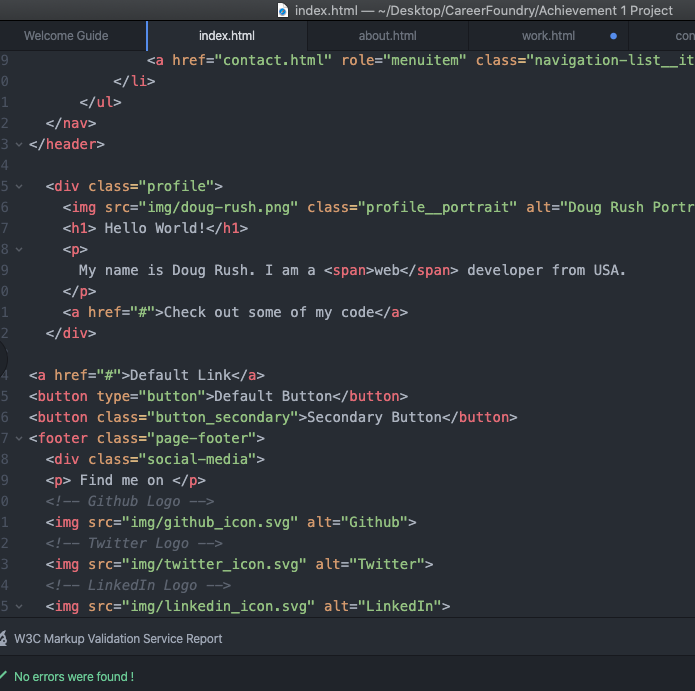 index.html — ~/Desktop/CareerFoundry/Achievement 1 Project
Welcome Guide index.html about.html work.html con
9 <a href="contact.html" role="menuitem" class="navigation-list__it
0 </li>
1 </ul>
2 </nav>
3 </header>
4
5 <div class="profile">
6 <img src="img/doug-rush.png" class="profile__portrait" alt="Doug Rush Portr
7 <h1> Hello World!</h1>
8 <p>
9 My name is Doug Rush. I am a <span>web</span> developer from USA.
0 </p>
1 <a href="#">Check out some of my code</a>
2 </div>
4 <a href="#">Default Link</a>
5 <button type="button">Default Button</button>
6 <button class="button_secondary">Secondary Button</button>
7 <footer class="page-footer">
8 <div class="social-media">
9 <p> Find me on </p>
0 <!-- Github Logo -->
1 <img src="img/github_icon.svg" alt="Github">
2 <!-- Twitter Logo -->
3 <img src="img/twitter_icon.svg" alt="Twitter">
4 <!-- LinkedIn Logo -->
5 <img src="img/linkedin_icon.svg" alt="LinkedIn">
W3C Markup Validation Service Report
No errors were found !